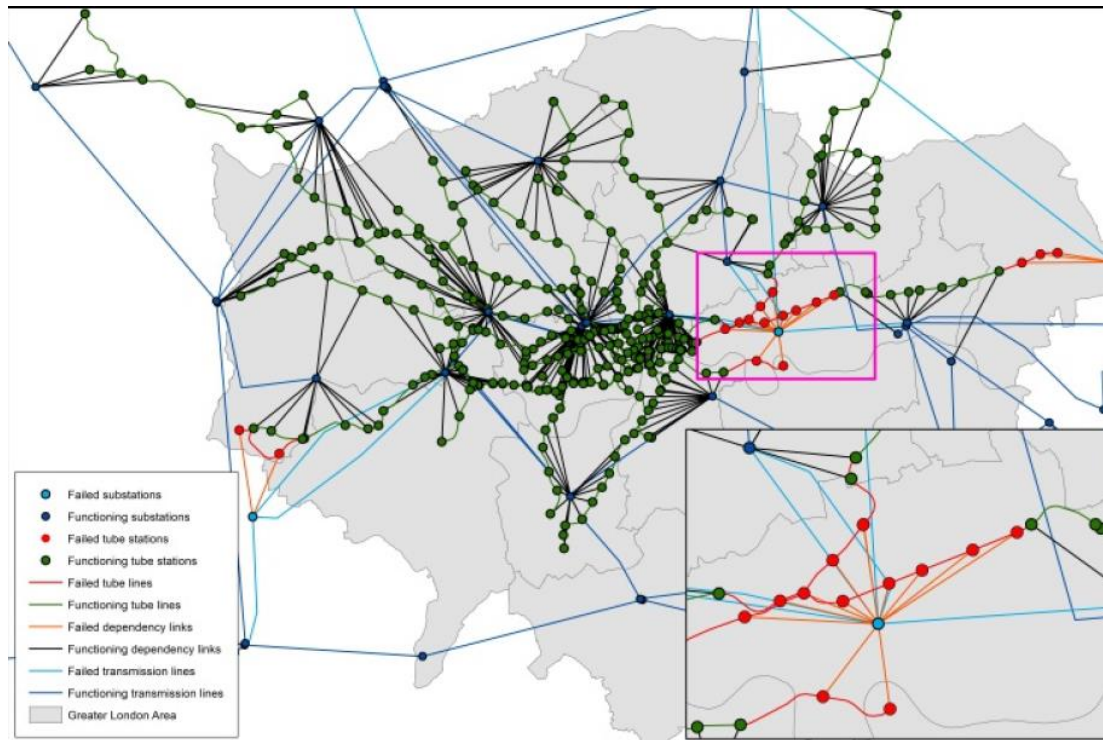 Failed substations
Functioning substations
Failed tube stations
Functioning tube stations
Failed tube lines
Functioning tube lines
Failed dependency links
Functioning dependency links
Failed transmission lines
Functioning transmission lines
Greater London Area